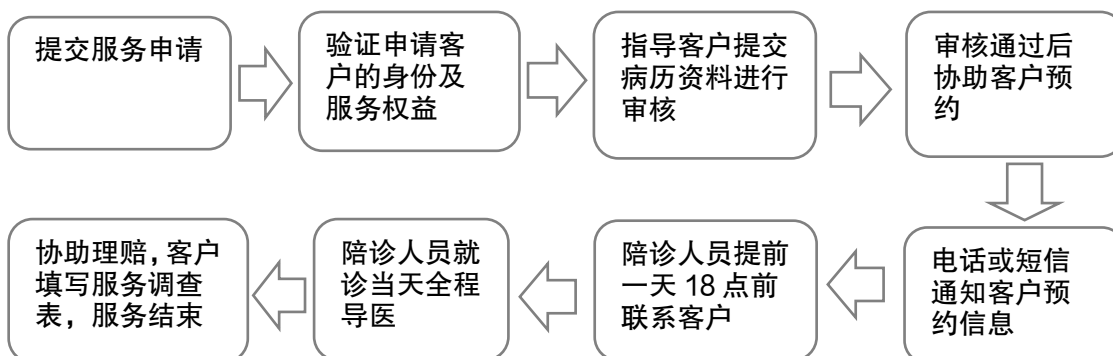 提交服务申请
验证申请客
户的身份及
服务权益
指导客户提交
病历资料进行
审核
审核通过后
协助客户预
约
电话或短信
通知客户预
约信息
陪诊人员提前
一天 18 点前
联系客户
陪诊人员就
诊当天全程
导医
协助理赔，客户
填写服务调查
表，服务结束